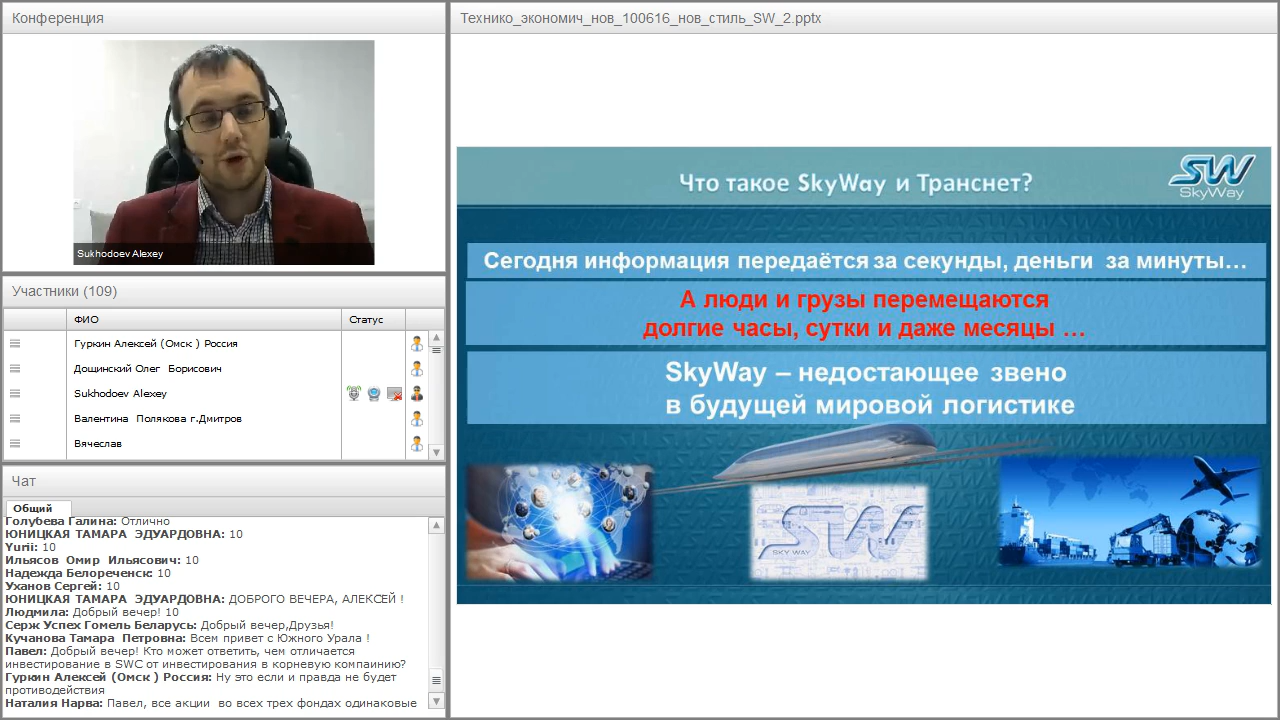 Конференция
Sukhodoev Alexey
Участники (109)
ФИО
Статус
Гуркин Алексей (Омск ) Россия
Дощинский Олег  Борисович
Sukhodoev Alexey
Валентина  Полякова г.Дмитров
Вячеслав
Чат
Общий
Голубева Галина: Отлично
ЮНИЦКАЯ ТАМАРА  ЭДУАРДОВНА: 10
Yurii: 10
Ильясов  Омир  Ильясович: 10
Надежда Белореченск: 10
Уханов Сергей: 10
ЮНИЦКАЯ ТАМАРА  ЭДУАРДОВНА: ДОБРОГО ВЕЧЕРА, АЛЕКСЕЙ !
Людмила: Добрый вечер! 10
Серж Успех Гомель Беларусь: Добрый вечер,Друзья!
Кучанова Тамара  Петровна: Всем привет с Южного Урала !
Павел: Добрый вечер! Кто может ответить, чем отличается
инвестирование в SWC от инвестирования в корневую компаинию?
Гуркин Алексей (Омск ) Россия: Ну это если и правда не будет
противодействия
Наталия Нарва: Павел, все акции  во всех трех фондах одинаковые
Технико_экономич_нов_100616_нов_стиль_SW_2.pptx
Что такое SkyWay и Транснет?
SW
SkyWay
Сегодня информация передаётся за секунды, деньги  за минуты…
А люди и грузы перемещаются
долгие часы, сутки и даже месяцы …
SkyWay – недостающее звено
в будущей мировой логистике
SW
SKY WAY